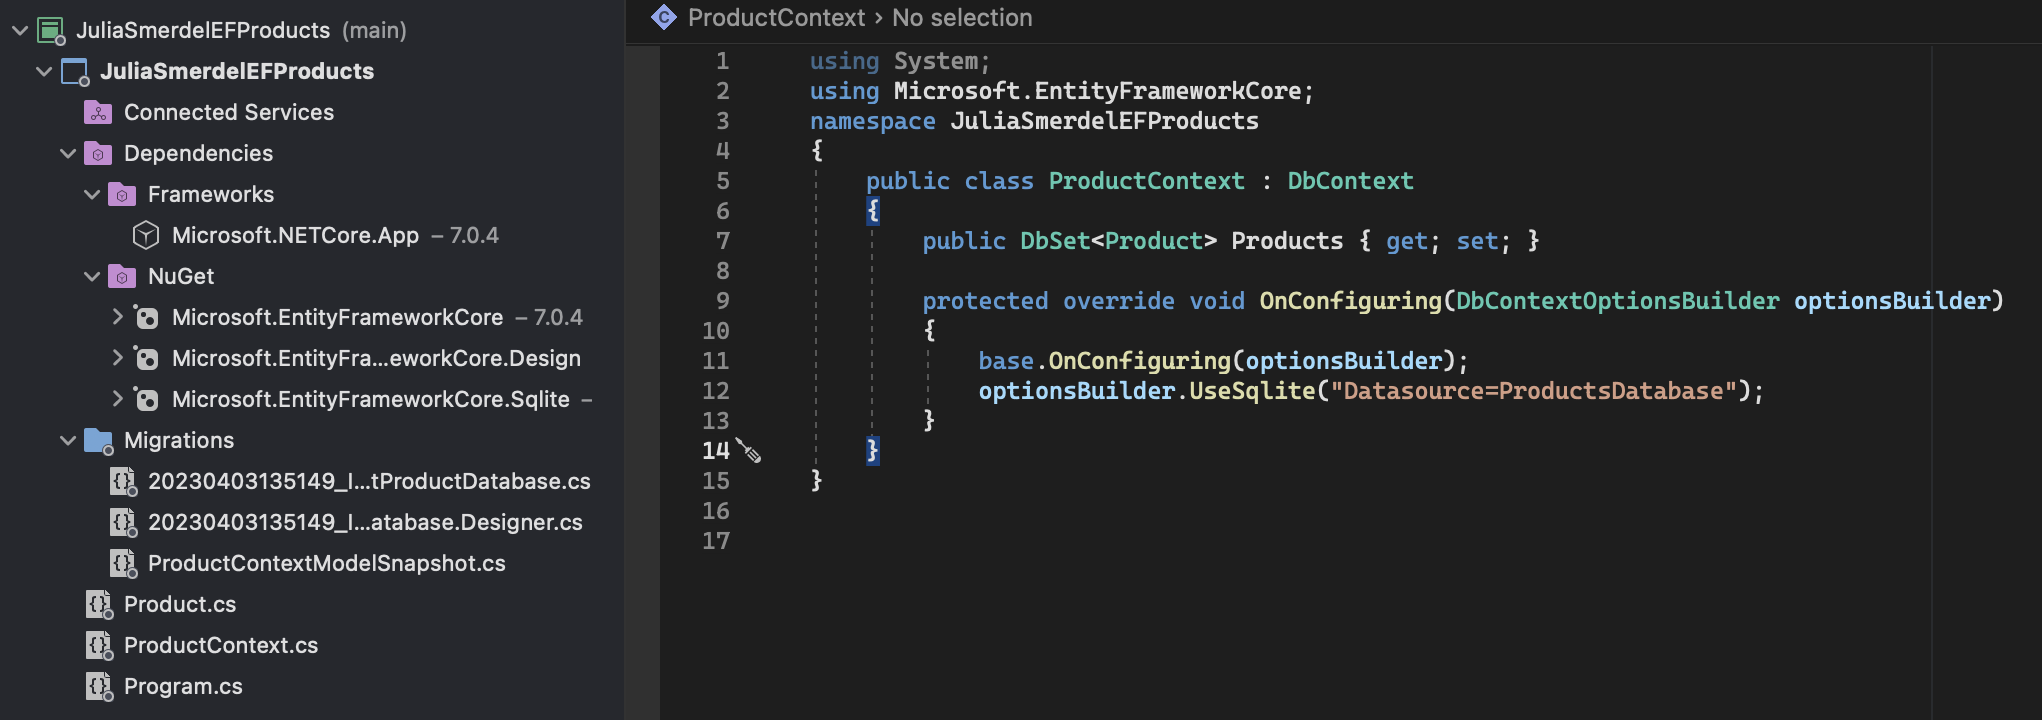 JuliaSmerdelEFProducts (main)
JuliaSmerdelEFProducts
Connected Services
Dependencies
Frameworks
Microsoft.NETCore.App – 7.0.4
NuGet
Microsoft.EntityFrameworkCore – 7.0.4
Microsoft.EntityFra...eworkCore.Design
Microsoft.EntityFrameworkCore.Sqlite –
Migrations
20230403135149_I...tProductDatabase.cs
20230403135149_I...atabase.Designer.cs
ProductContextModelSnapshot.cs
Product.cs
ProductContext.cs
Program.cs
ProductContext › No selection
1 using System;
2 using Microsoft.EntityFrameworkCore;
3 namespace JuliaSmerdelEFProducts
4 {
5 public class ProductContext : DbContext
6 {
7 public DbSet<Product> Products { get; set; }
8
9 protected override void OnConfiguring(DbContextOptionsBuilder optionsBuilder)
10 {
11 base.OnConfiguring(optionsBuilder);
12 optionsBuilder.UseSqlite("Datasource=ProductsDatabase");
13 }
14 }
15 }
16
17